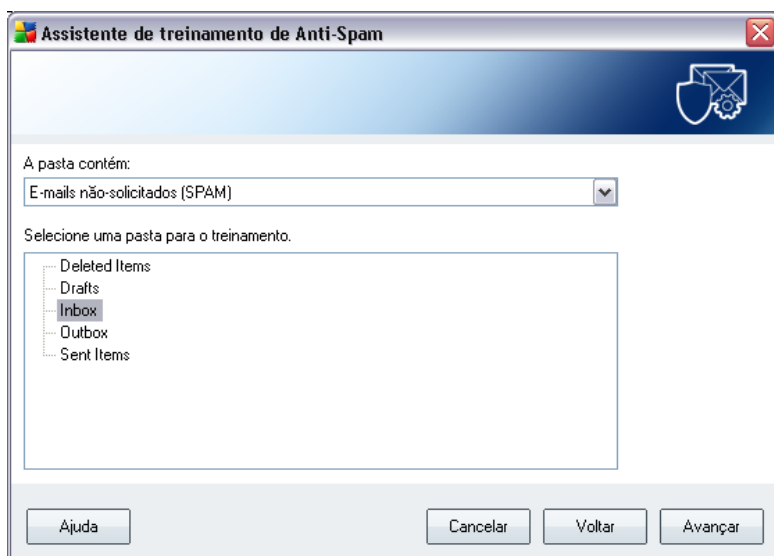 Assistente de treinamento de Anti-Spam
A pasta contém:
E-mails não-solicitados (SPAM)
Selecione uma pasta para o treinamento.
Deleted Items
Drafts
Inbox
Outbox
Sent Items
Ajuda Cancelar Voltar Avançar